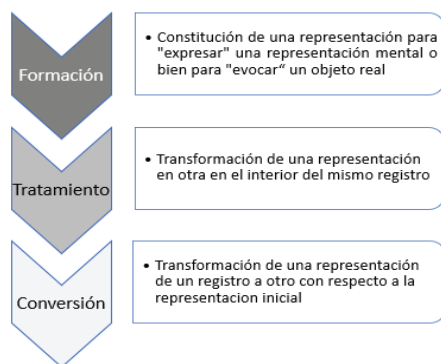 Formación
• Constitución de una representación para
"expresar" una representación mental o
bien para "evocar“ un objeto real
Tratamiento
• Transformación de una representación
en otra en el interior del mismo registro
Conversión
• Transformación de una representación
de un registro a otro con respecto a la
representacion inicial